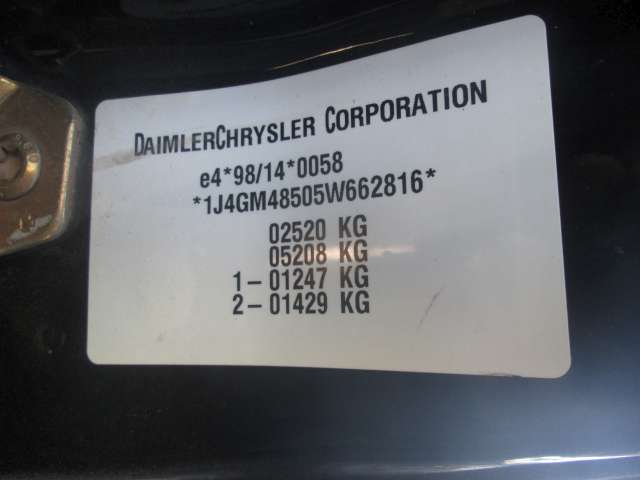 DAIMLERCHRYSLER CORPORATION
e4*98/14*0058
*1J4GM48505W662816*
02520 KG
05208 KG
1– 01247 KG
2– 01429 KG